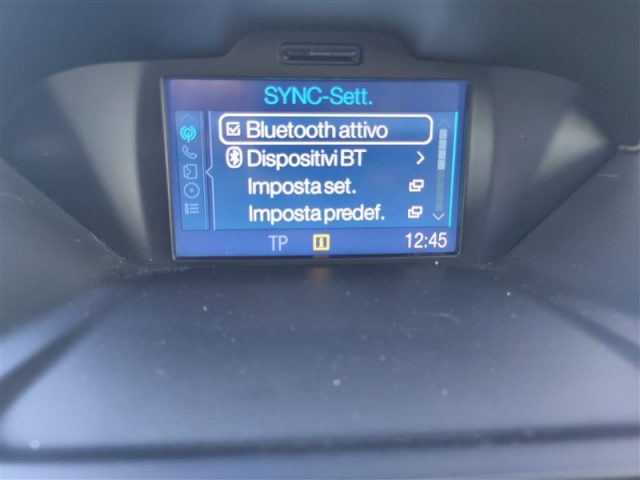 SYNC-Sett.
Bluetooth attivo
Dispositivi BT
Imposta set.
Imposta predef.
TP 12:45